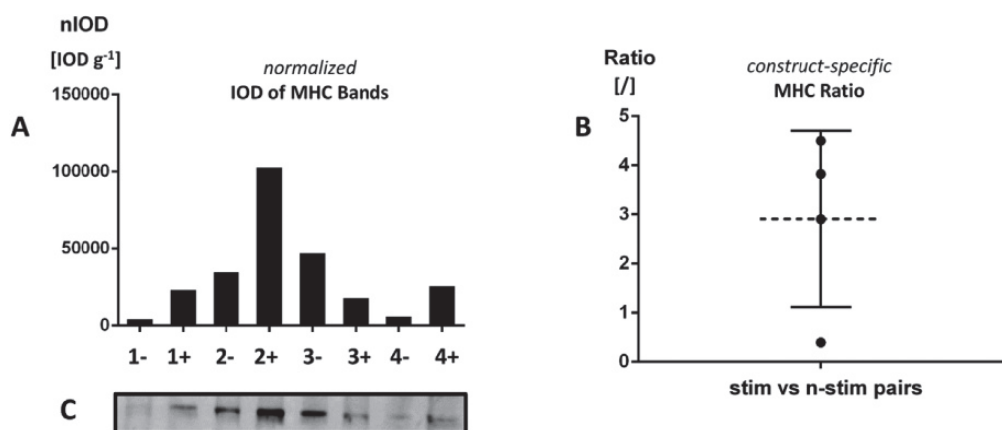 nIOD
[IOD g⁻¹]
normalized
IOD of MHC Bands
A
150000
100000
50000
0
1- 1+ 2- 2+ 3- 3+ 4- 4+
C
Ratio
[/]
construct-specific
MHC Ratio
B
5
4
3
2
1
0
stim vs n-stim pairs